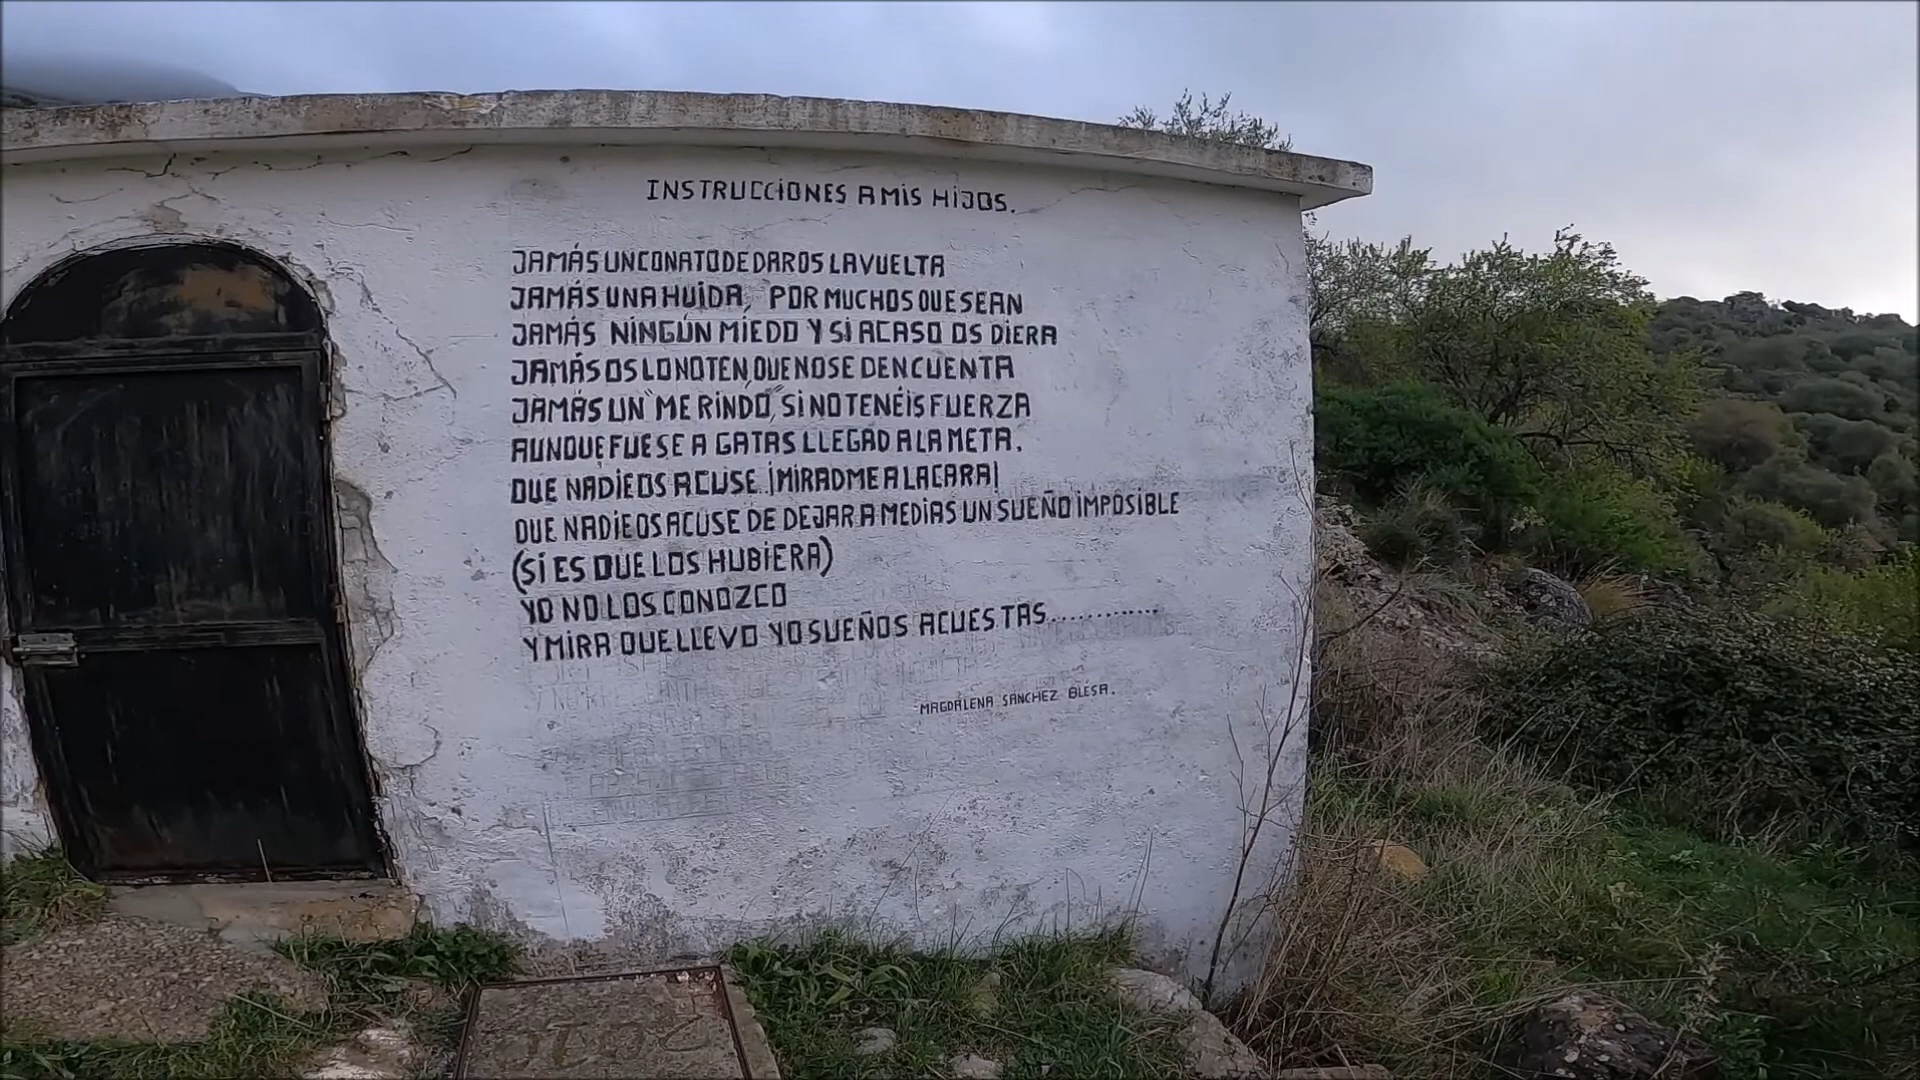 INSTRUCCIONES A MIS HIJOS.
JAMÁS UN CONATO DE DAROS LA VUELTA
JAMÁS UNA HUIDA, POR MUCHOS QUE SEAN
JAMÁS NINGÚN MIEDO Y SI ACASO OS DIERA
JAMÁS OS LO NOTEN, QUE NO SE DEN CUENTA
JAMÁS UN "ME RINDO", SI NO TENÉIS FUERZA
AUNQUE FUESE A GATAS LLEGAD A LA META.
QUE NADIE OS ACUSE ¡MIRADME A LA CARA!
QUE NADIE OS ACUSE DE DEJAR A MEDIAS UN SUEÑO IMPOSIBLE
(SI ES QUE LOS HUBIERA)
YO NO LOS CONOZCO
Y MIRA QUE LLEVO YO SUEÑOS A CUESTAS.............
MAGDALENA SANCHEZ BLESA.